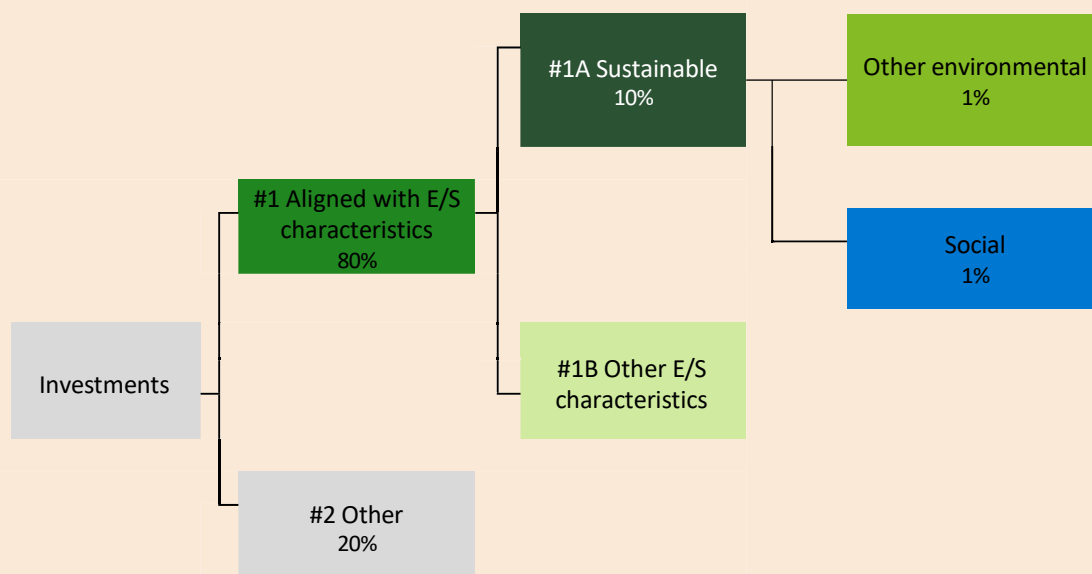 #1A Sustainable
10%
Other environmental
1%
#1 Aligned with E/S
characteristics
80%
Social
1%
Investments
#1B Other E/S
characteristics
#2 Other
20%